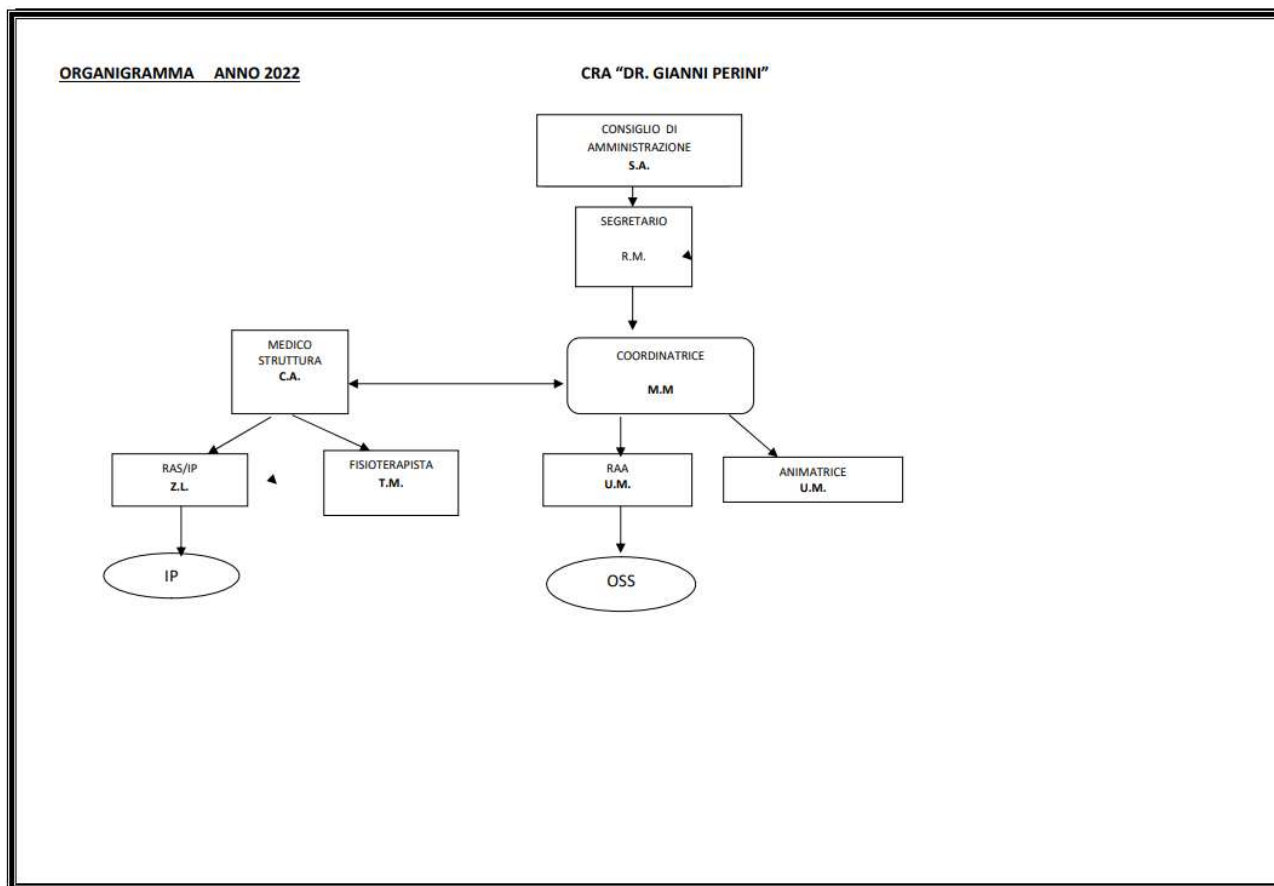 ORGANIGRAMMA ANNO 2022
CRA “DR. GIANNI PERINI”
CONSIGLIO DI
AMMINISTRAZIONE
S.A.
SEGRETARIO
R.M.
MEDICO
STRUTTURA
C.A.
COORDINATRICE
M.M
RAS/IP
Z.L.
FISIOTERAPISTA
T.M.
RAA
U.M.
ANIMATRICE
U.M.
IP
OSS